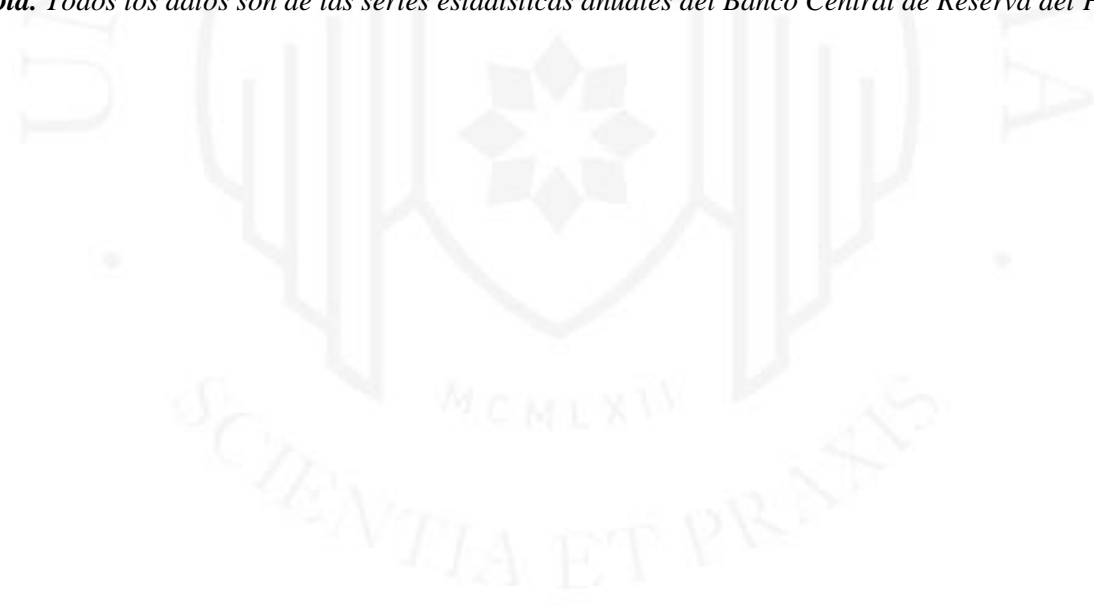 Todos los datos son de las series estadísticas anuales del Banco Central de Reserva del
MCMLXII
SCIENTIA ET PRAXIS